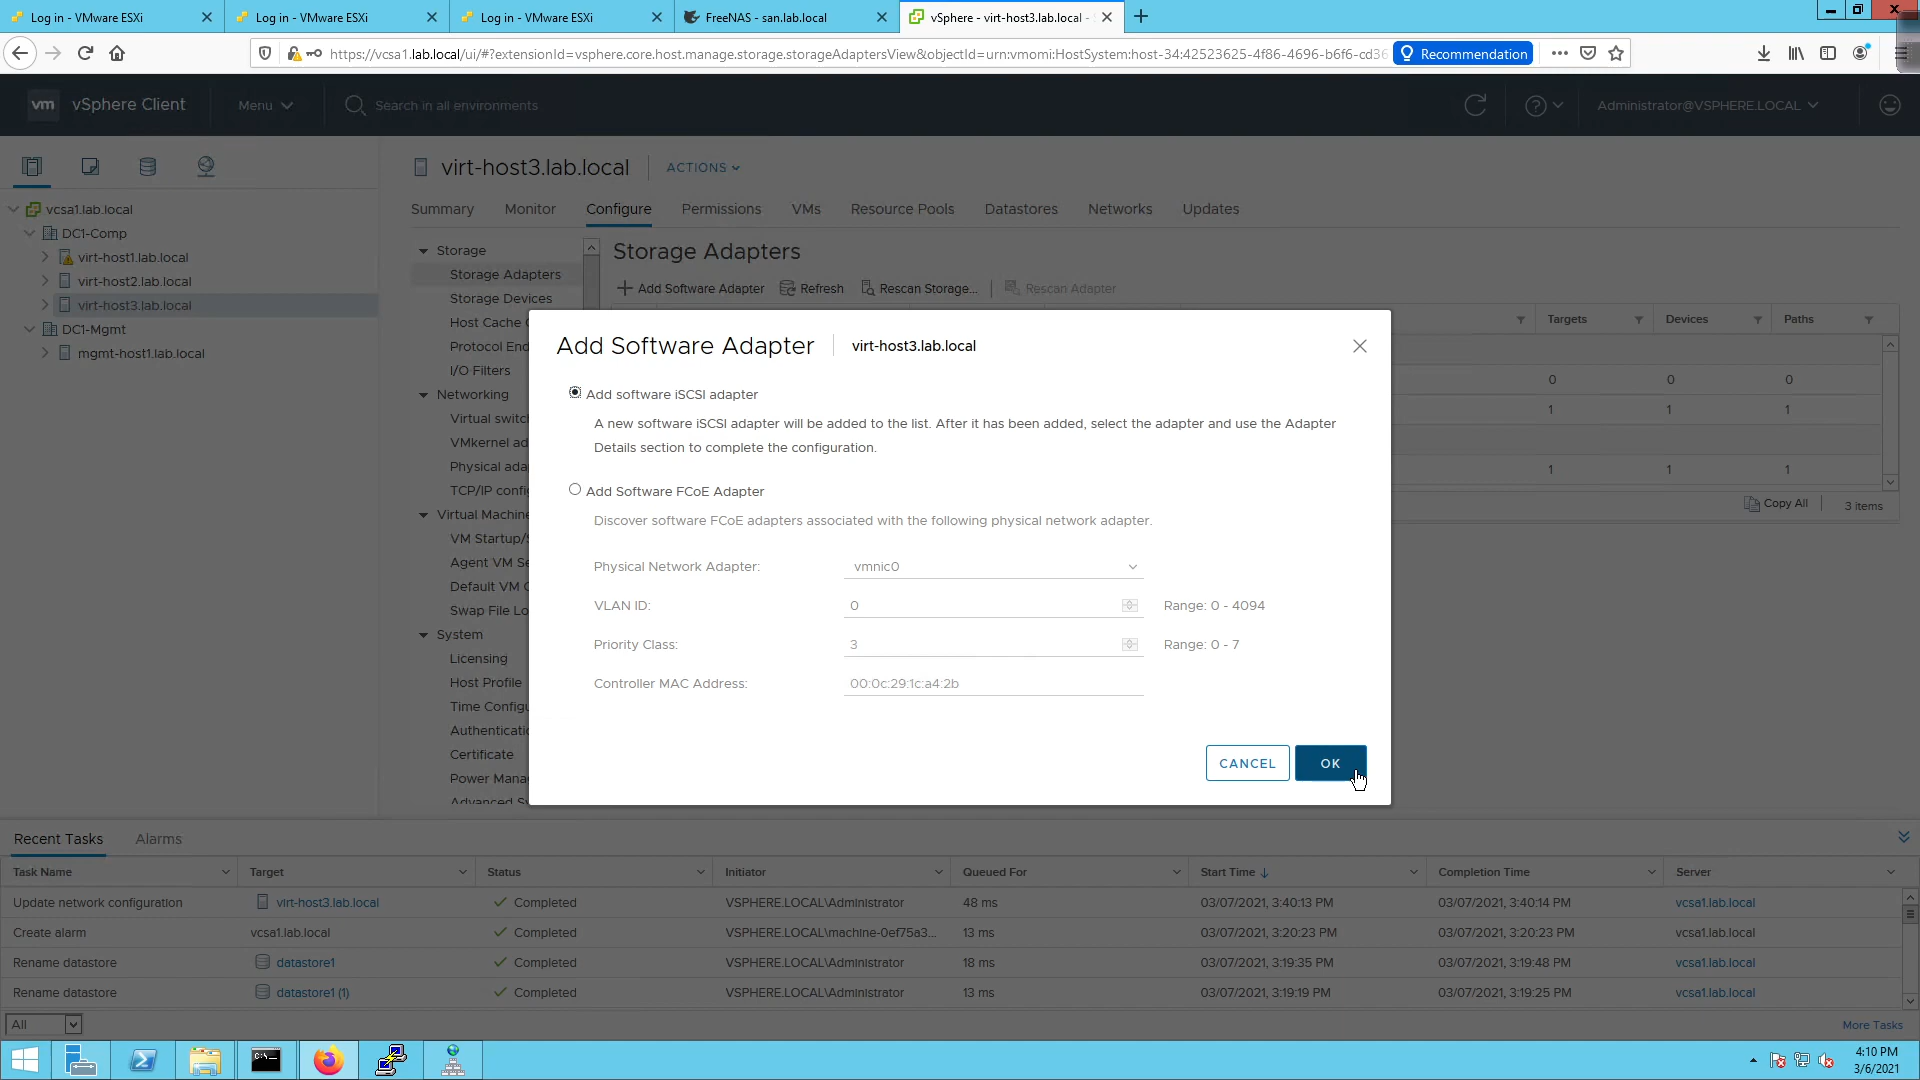 Log in - VMware ESXi
Log in - VMware ESXi
Log in - VMware ESXi
FreeNAS - san.lab.local
vSphere - virt-host3.lab.local -
https://vcsa1.lab.local/ui/#?extensionId=vsphere.core.host.manage.storage.storageAdaptersView&objectId=urn:vmomi:HostSystem:host-34:42523625-4f86-4696-b6f6-cd36
Recommendation
vm
vSphere Client
Menu
Search in all environments
Administrator@VSPHERE.LOCAL
virt-host3.lab.local
ACTIONS
Summary
Monitor
Configure
Permissions
VMs
Resource Pools
Datastores
Networks
Updates
vcsa1.lab.local
DC1-Comp
virt-host1.lab.local
virt-host2.lab.local
virt-host3.lab.local
DC1-Mgmt
mgmt-host1.lab.local
Storage
Storage Adapters
Storage Devices
Host Cache
Protocol End
I/O Filters
Networking
Virtual switc
VMkernel ad
Physical ada
TCP/IP config
Virtual Machine
VM Startup/S
Agent VM Se
Default VM C
Swap File Lo
System
Licensing
Host Profile
Time Configu
Authenticati
Certificate
Power Mana
Advanced Sy
Storage Adapters
Add Software Adapter
Refresh
Rescan Storage...
Rescan Adapter
Targets
Devices
Paths
0 0 0
1 1 1
1 1 1
Copy All
3 items
Add Software Adapter
virt-host3.lab.local
Add software iSCSI adapter
A new software iSCSI adapter will be added to the list. After it has been added, select the adapter and use the Adapter
Details section to complete the configuration.
Add Software FCoE Adapter
Discover software FCoE adapters associated with the following physical network adapter.
Physical Network Adapter: vmnic0
VLAN ID: 0 Range: 0 - 4094
Priority Class: 3 Range: 0 - 7
Controller MAC Address: 00:0c:29:1c:a4:2b
CANCEL
OK
Recent Tasks
Alarms
Task Name Target Status Initiator Queued For Start Time Completion Time Server
Update network configuration virt-host3.lab.local Completed VSPHERE.LOCAL\Administrator 48 ms 03/07/2021, 3:40:13 PM 03/07/2021, 3:40:14 PM vcsa1.lab.local
Create alarm vcsa1.lab.local Completed VSPHERE.LOCAL\machine-0ef75a3... 13 ms 03/07/2021, 3:20:23 PM 03/07/2021, 3:20:23 PM vcsa1.lab.local
Rename datastore datastore1 Completed VSPHERE.LOCAL\Administrator 18 ms 03/07/2021, 3:19:35 PM 03/07/2021, 3:19:48 PM vcsa1.lab.local
Rename datastore datastore1 (1) Completed VSPHERE.LOCAL\Administrator 13 ms 03/07/2021, 3:19:19 PM 03/07/2021, 3:19:25 PM vcsa1.lab.local
All
More Tasks
4:10 PM
3/6/2021